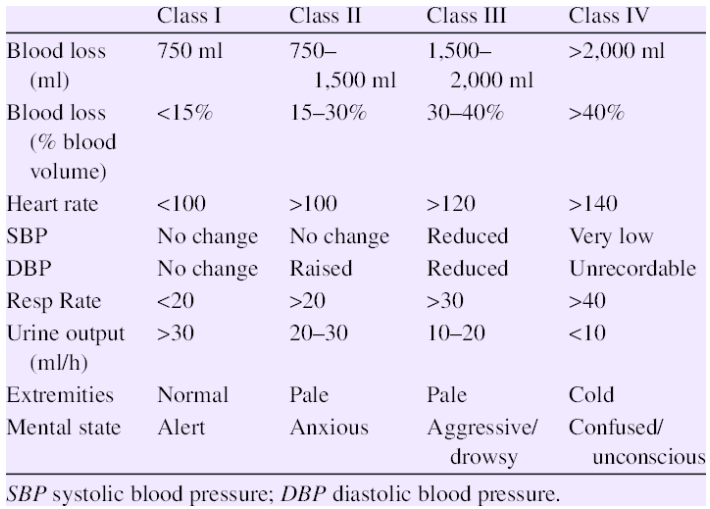 Class I Class II Class III Class IV
Blood loss 750 ml 750– 1,500– >2,000 ml
(ml) 1,500 ml 2,000 ml
Blood loss <15% 15–30% 30–40% >40%
(% blood
volume)
Heart rate <100 >100 >120 >140
SBP No change No change Reduced Very low
DBP No change Raised Reduced Unrecordable
Resp Rate <20 >20 >30 >40
Urine output >30 20–30 10–20 <10
(ml/h)
Extremities Normal Pale Pale Cold
Mental state Alert Anxious Aggressive/ Confused/
drowsy unconscious
SBP systolic blood pressure; DBP diastolic blood pressure.